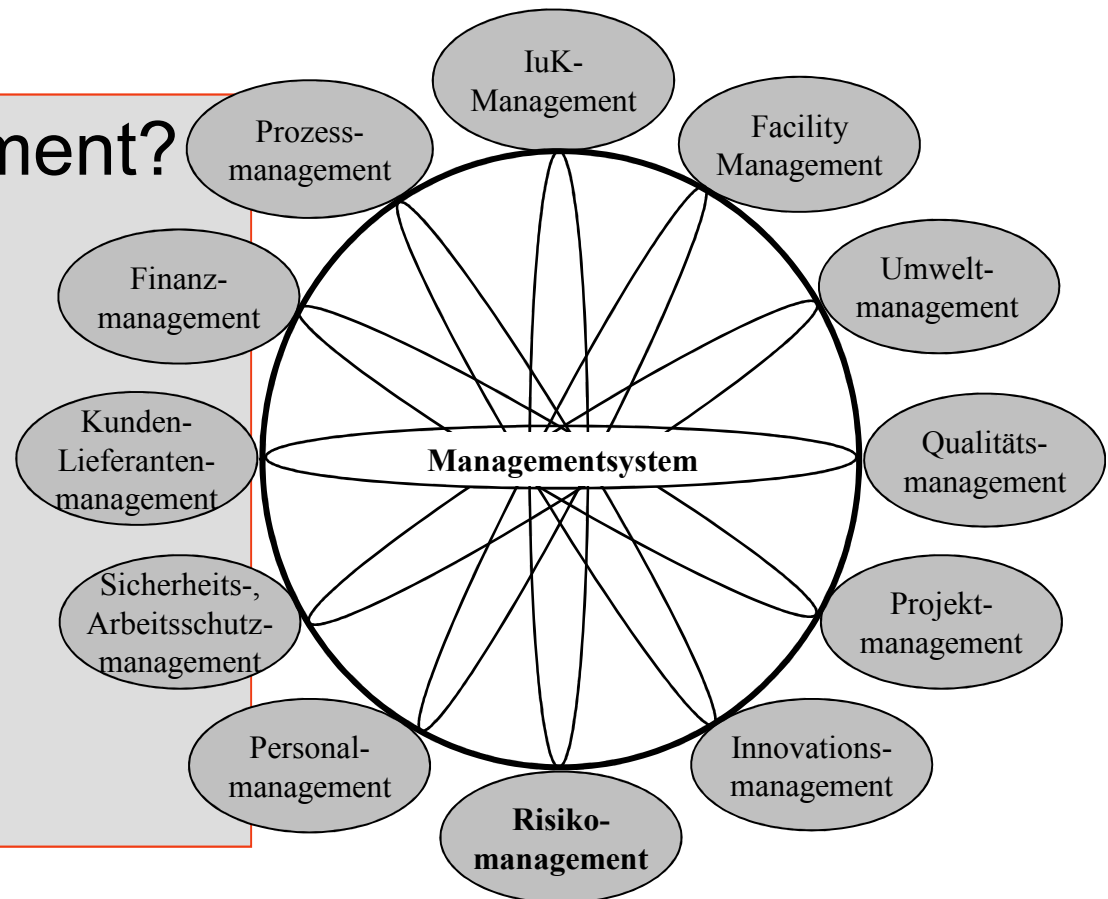 ment?
IuK-
Management
Facility
Management
Umwelt-
management
Qualitäts-
management
Projekt-
management
Innovations-
management
Risiko-
management
Personal-
management
Sicherheits-,
Arbeitsschutz-
management
Kunden-
Lieferanten-
management
Finanz-
management
Prozess-
management
Managementsystem